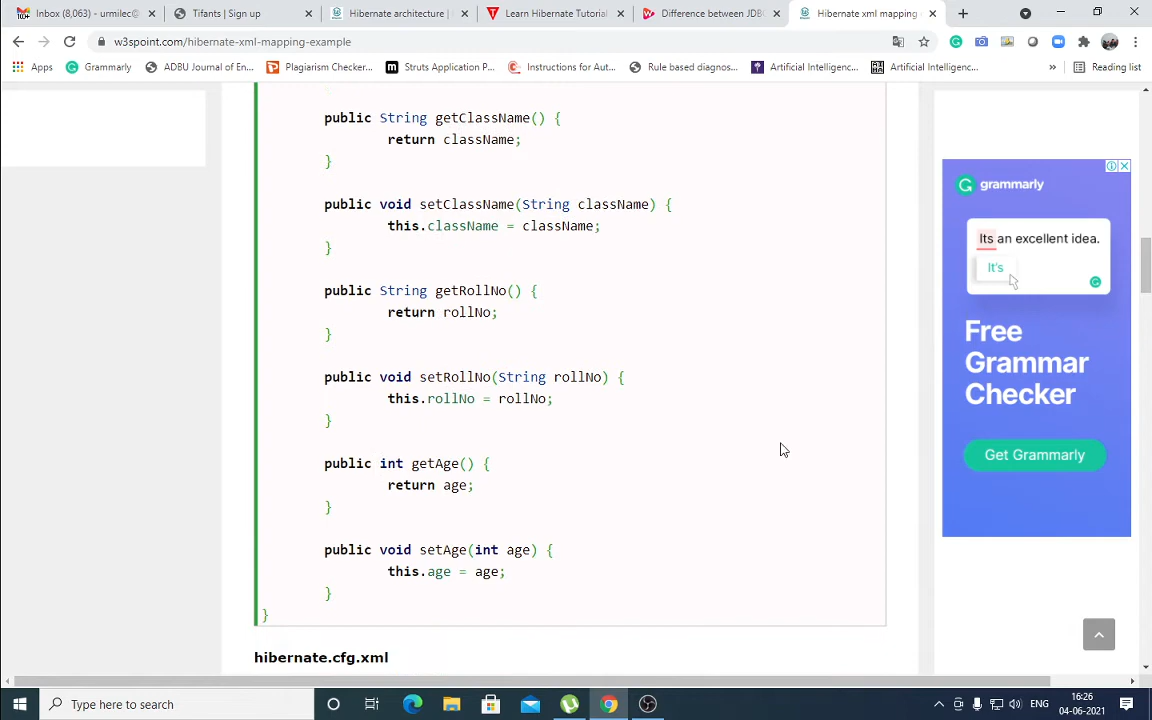 Inbox (8,063) - urmilec@
Tifants | Sign up
Hibernate architecture |
Learn Hibernate Tutorial
Difference between JDB
Hibernate xml mapping
w3spoint.com/hibernate-xml-mapping-example
Apps
Grammarly
ADBU Journal of En...
Plagiarism Checker...
Struts Application P...
Instructions for Aut...
Rule based diagnos...
Artificial Intelligenc...
Artificial Intelligenc...
»
Reading list
public String getClassName() {
return className;
}
public void setClassName(String className) {
this.className = className;
}
public String getRollNo() {
return rollNo;
}
public void setRollNo(String rollNo) {
this.rollNo = rollNo;
}
public int getAge() {
return age;
}
public void setAge(int age) {
this.age = age;
}
}
hibernate.cfg.xml
grammarly
Its an excellent idea.
It's
Free
Grammar
Checker
Get Grammarly
Type here to search
ENG
16:26
04-06-2021